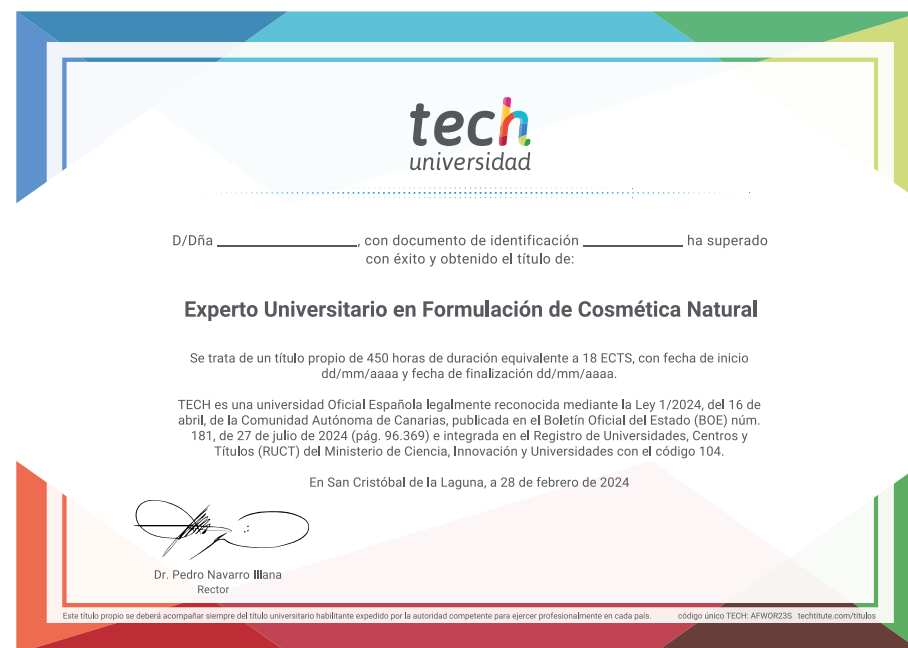 tech
universidad
D/Dña ____________________, con documento de identificación ______________ ha superado
con éxito y obtenido el título de:
Experto Universitario en Formulación de Cosmética Natural
Se trata de un título propio de 450 horas de duración equivalente a 18 ECTS, con fecha de inicio
dd/mm/aaaa y fecha de finalización dd/mm/aaaa.
TECH es una universidad Oficial Española legalmente reconocida mediante la Ley 1/2024, del 16 de
abril, de la Comunidad Autónoma de Canarias, publicada en el Boletín Oficial del Estado (BOE) núm.
181, de 27 de julio de 2024 (pág. 96.369) e integrada en el Registro de Universidades, Centros y
Títulos (RUCT) del Ministerio de Ciencia, Innovación y Universidades con el código 104.
En San Cristóbal de la Laguna, a 28 de febrero de 2024
Dr. Pedro Navarro Illana
Rector
Este título propio se deberá acompañar siempre del título universitario habilitante expedido por la autoridad competente para ejercer profesionalmente en cada país. código único TECH: AFWOR23S techtitute.com/titulos